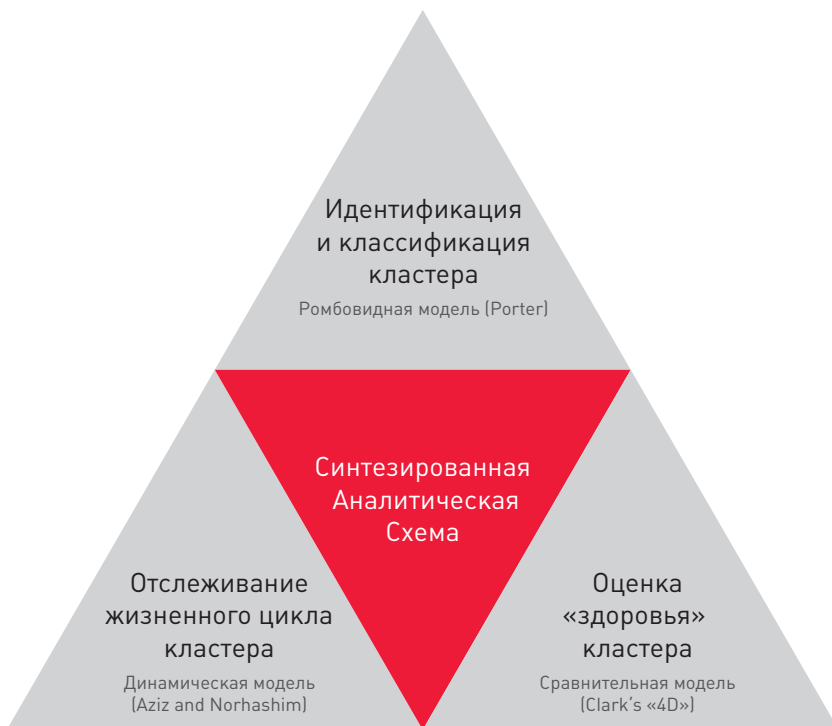 Идентификация
и классификация
кластера
Ромбовидная модель (Porter)
Синтезированная
Аналитическая
Схема
Отслеживание
жизненного цикла
кластера
Динамическая модель
(Aziz and Norhashim)
Оценка
«здоровья»
кластера
Сравнительная модель
(Clark's «4D»)